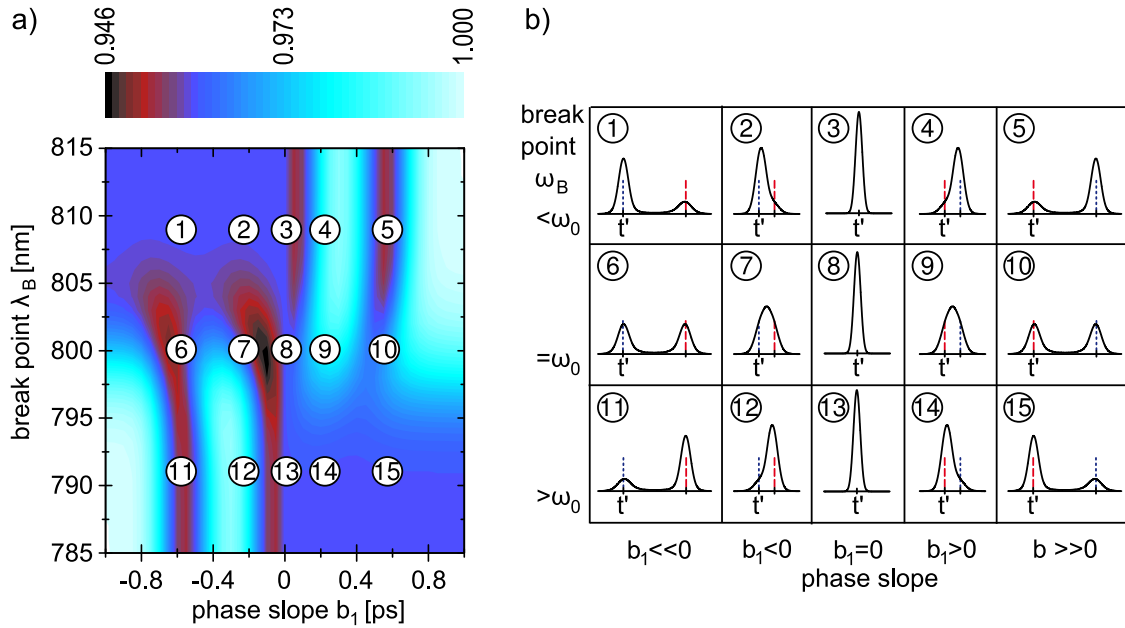 a)
0.946
0.973
1.000
815
810
805
800
795
790
785
break point λB [nm]
1 2 3 4 5
6 7 8 9 10
11 12 13 14 15
-0.8 -0.4 0 0.4 0.8
phase slope b1 [ps]
b)
break
point
ωB
<ω0
1 2 3 4 5
t' t' t' t' t'
=ω0
6 7 8 9 10
t' t' t' t' t'
>ω0
11 12 13 14 15
t' t' t' t' t'
b1<<0 b1<0 b1=0 b1>0 b >>0
phase slope